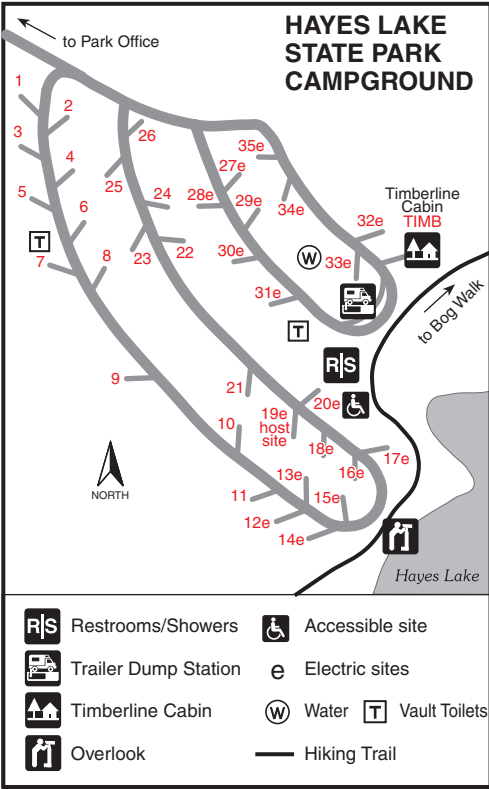 HAYES LAKE
STATE PARK
CAMPGROUND
to Park Office
1
2
3
26
35e
4
27e
25
24
28e
5
6
29e
34e
Timberline
Cabin
TIMB
32e
T
7
8
23
22
30e
W
33e
31e
T
to Bog Walk
R|S
9
21
20e
19e
host
site
10
18e
17e
16e
13e
NORTH
11
15e
12e
14e
Hayes Lake
R|S Restrooms/Showers
Accessible site
Trailer Dump Station
e Electric sites
Timberline Cabin
W Water T Vault Toilets
Overlook
Hiking Trail